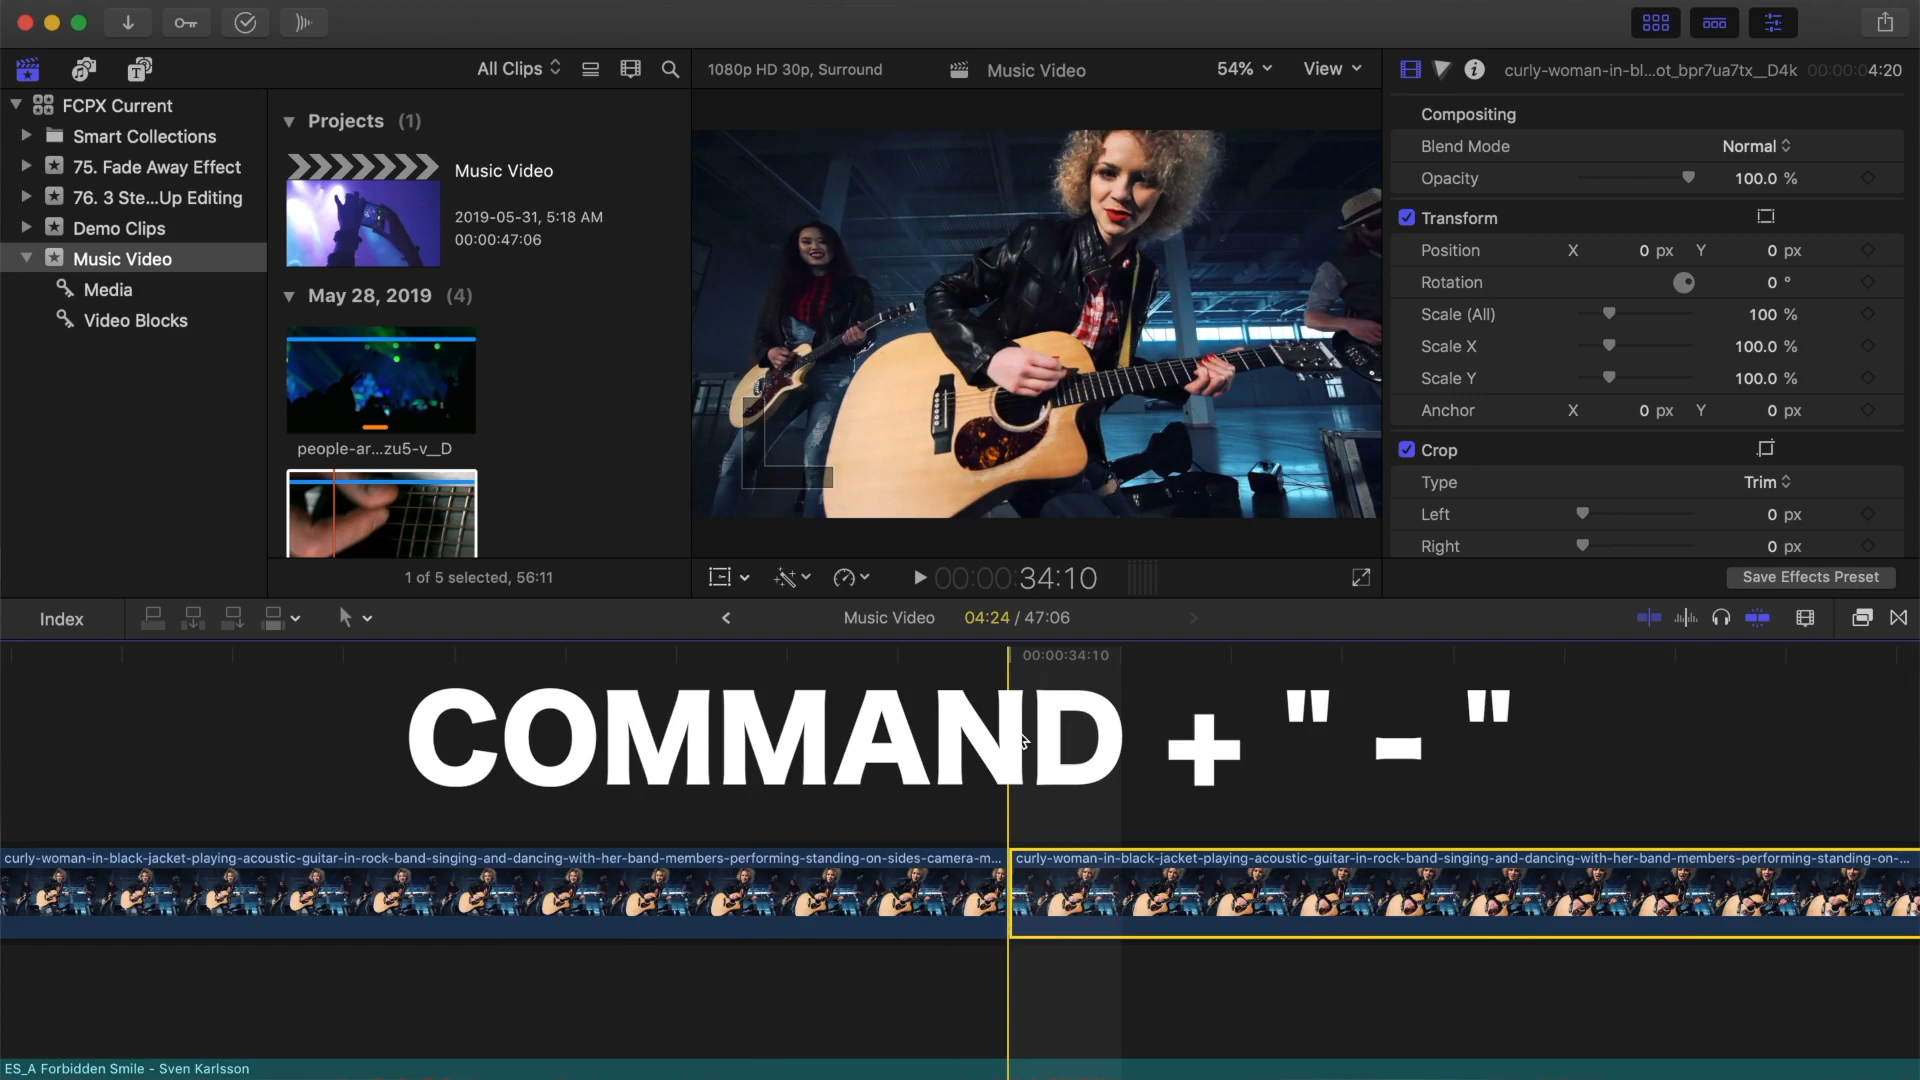 All Clips
1080p HD 30p, Surround
Music Video
54%
View
curly-woman-in-bl...ot_bpr7ua7tx__D4k
00:00:04:20
FCPX Current
Smart Collections
75. Fade Away Effect
76. 3 Ste...Up Editing
Demo Clips
Music Video
Media
Video Blocks
Projects (1)
Music Video
2019-05-31, 5:18 AM
00:00:47:06
May 28, 2019 (4)
people-ar...zu5-v__D
1 of 5 selected, 56:11
00:00:34:10
Compositing
Blend Mode Normal
Opacity 100.0 %
Transform
Position X 0 px Y 0 px
Rotation 0 °
Scale (All) 100 %
Scale X 100.0 %
Scale Y 100.0 %
Anchor X 0 px Y 0 px
Crop
Type Trim
Left 0 px
Right 0 px
Save Effects Preset
Index
Music Video 04:24 / 47:06
00:00:34:10
COMMAND + " - "
curly-woman-in-black-jacket-playing-acoustic-guitar-in-rock-band-singing-and-dancing-with-her-band-members-performing-standing-on-sides-camera-m...
curly-woman-in-black-jacket-playing-acoustic-guitar-in-rock-band-singing-and-dancing-with-her-band-members-performing-standing-on-...
ES_A Forbidden Smile - Sven Karlsson